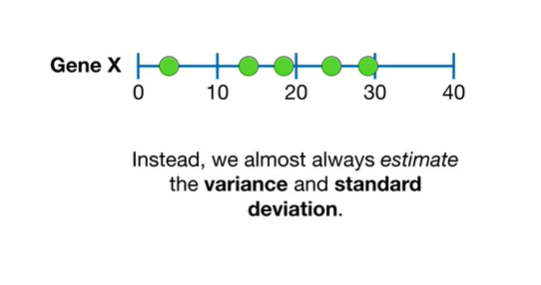 Gene X
0 10 20 30 40
Instead, we almost always estimate
the variance and standard
deviation.